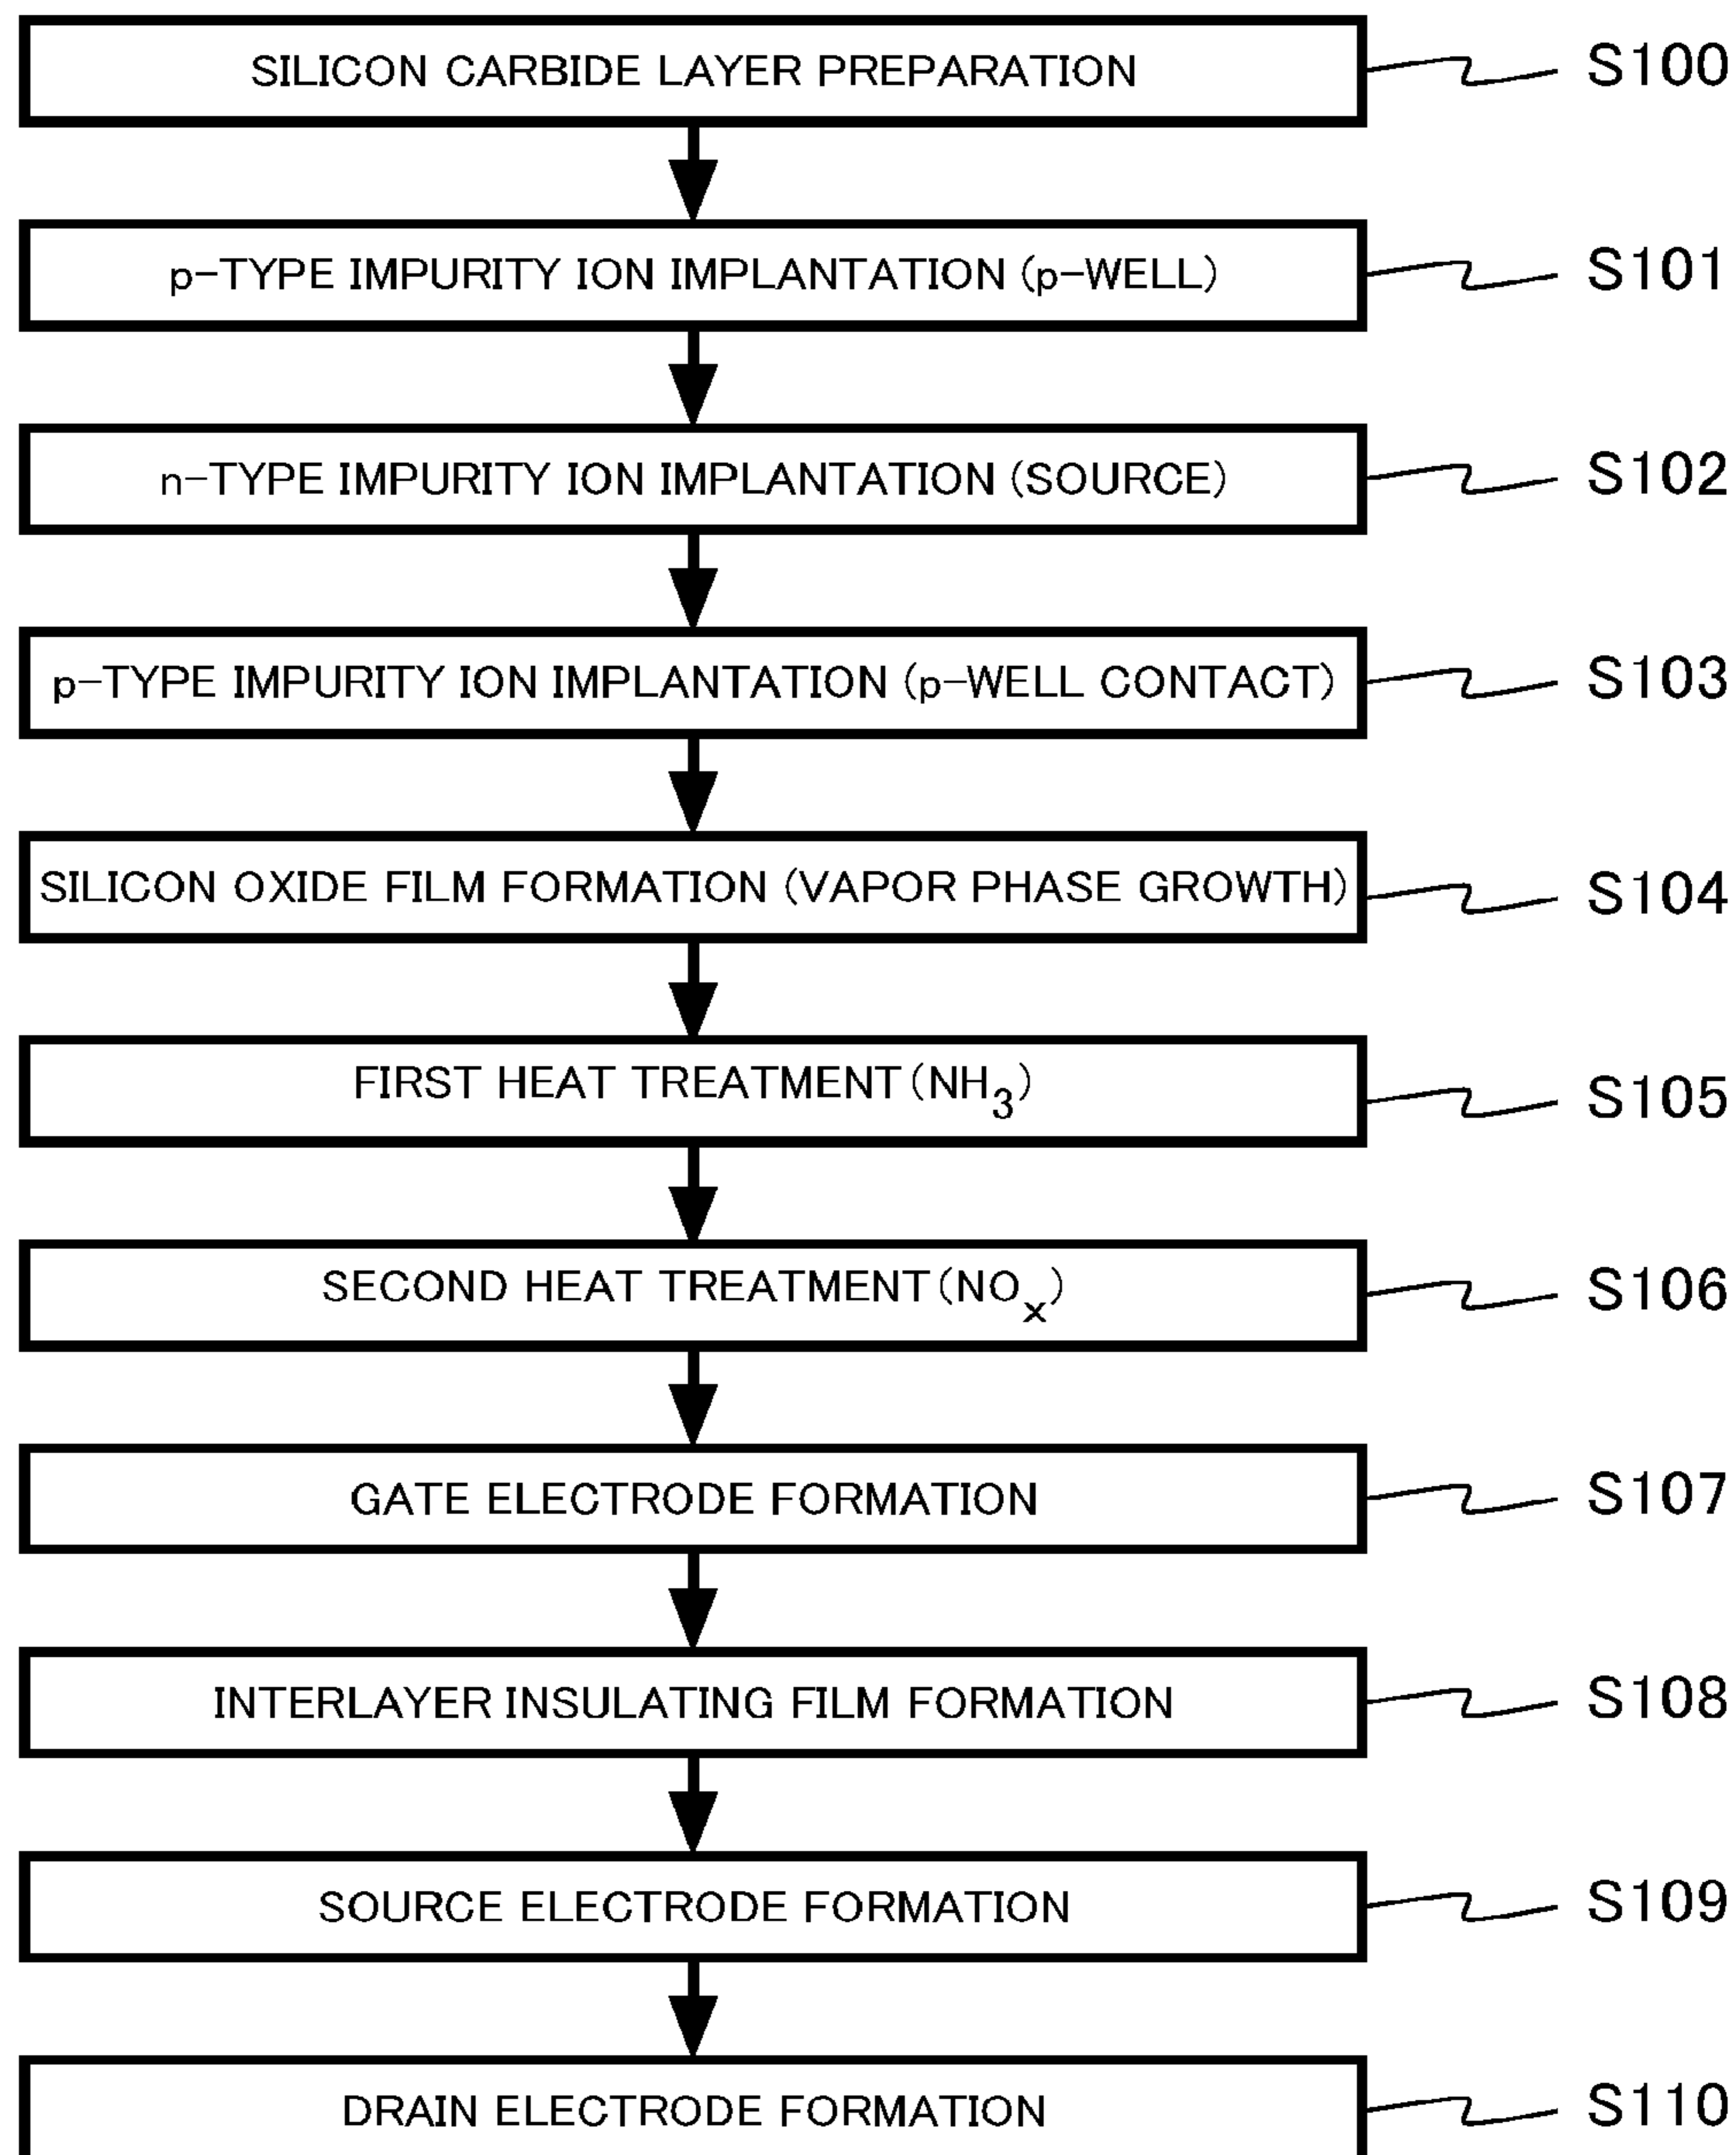 SILICON CARBIDE LAYER PREPARATION S100
p-TYPE IMPURITY ION IMPLANTATION (p-WELL) S101
n-TYPE IMPURITY ION IMPLANTATION (SOURCE) S102
p-TYPE IMPURITY ION IMPLANTATION (p-WELL CONTACT) S103
SILICON OXIDE FILM FORMATION (VAPOR PHASE GROWTH) S104
FIRST HEAT TREATMENT(NH₃) S105
SECOND HEAT TREATMENT(NOₓ) S106
GATE ELECTRODE FORMATION S107
INTERLAYER INSULATING FILM FORMATION S108
SOURCE ELECTRODE FORMATION S109
DRAIN ELECTRODE FORMATION S110